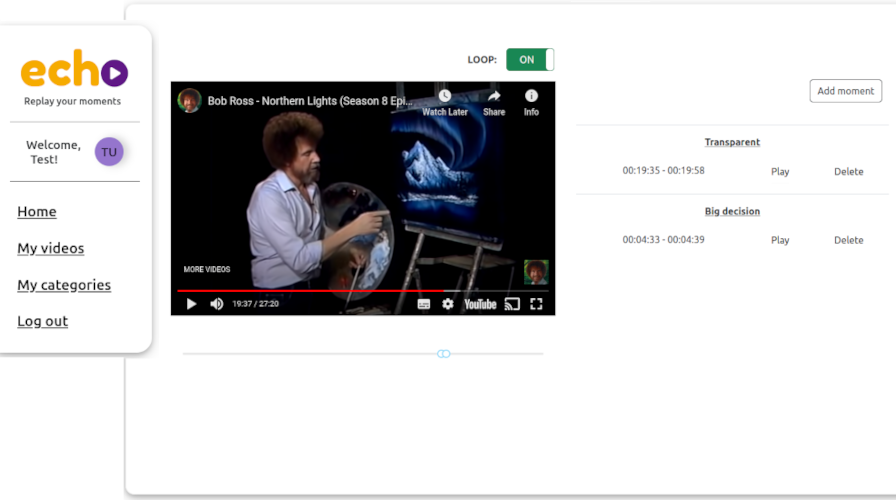 echo
Replay your moments
Welcome,
Test!
TU
Home
My videos
My categories
Log out
LOOP: ON
Bob Ross - Northern Lights (Season 8 Epi...
Watch Later
Share
Info
MORE VIDEOS
19:37 / 27:20
YouTube
Add moment
Transparent
00:19:35 - 00:19:58 Play Delete
Big decision
00:04:33 - 00:04:39 Play Delete